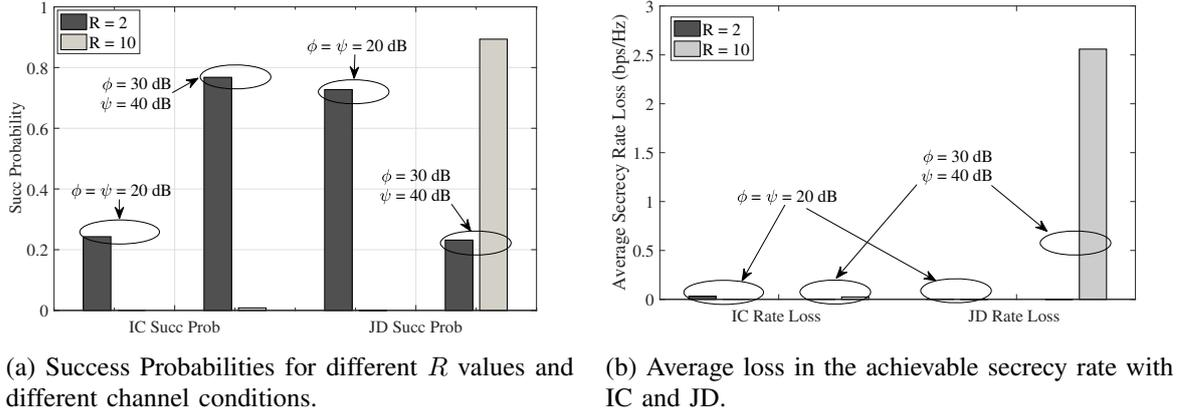 1
0.8
0.6
0.4
0.2
0
Succ Probability
R = 2
R = 10
ϕ = 30 dB
ψ = 40 dB
ϕ = ψ = 20 dB
ϕ = ψ = 20 dB
ϕ = 30 dB
ψ = 40 dB
IC Succ Prob
JD Succ Prob
(a) Success Probabilities for different R values and
different channel conditions.
3
2.5
2
1.5
1
0.5
0
Average Secrecy Rate Loss (bps/Hz)
R = 2
R = 10
ϕ = 30 dB
ψ = 40 dB
ϕ = ψ = 20 dB
IC Rate Loss
JD Rate Loss
(b) Average loss in the achievable secrecy rate with
IC and JD.